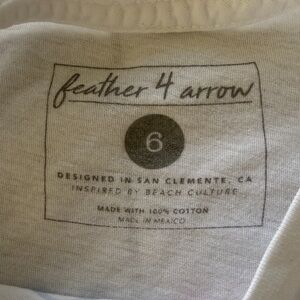 feather 4 arrow
6
DESIGNED IN SAN CLEMENTE, CA
INSPIRED BY BEACH CULTURE
MADE WITH 100% COTTON
MADE IN MEXICO